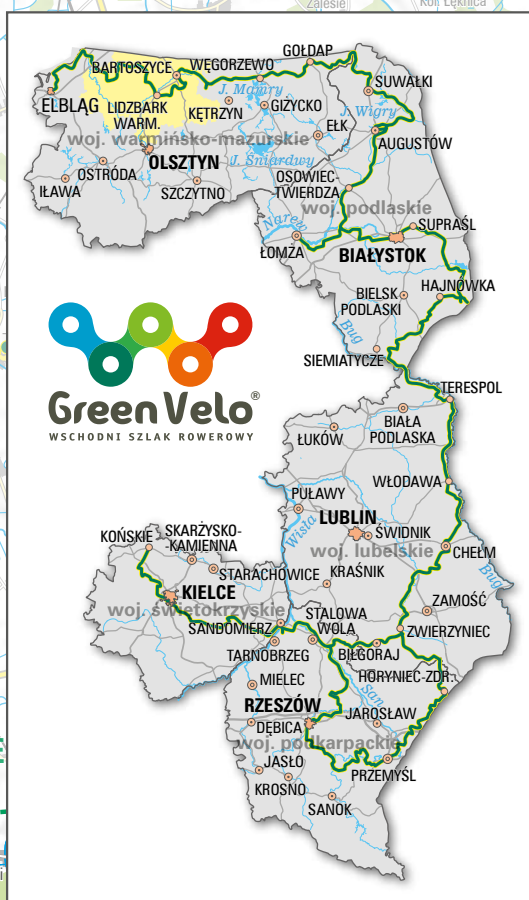 Zalesie
Kol. Łęknica
GOŁDAP
BARTOSZYCE
WĘGORZEWO
SUWAŁKI
J. Mamry
ELBLĄG
LIDZBARK
WARM.
KĘTRZYN
GIŻYCKO
J. Wigry
EŁK
AUGUSTÓW
woj. warmińsko-mazurskie
OLSZTYN
J. Śniardwy
OSTRÓDA
OSOWIEC-
TWIERDZA
IŁAWA
SZCZYTNO
woj. podlaskie
Narew
SUPRAŚL
ŁOMŻA
BIAŁYSTOK
HAJNÓWKA
BIELSK
PODLASKI
Bug
SIEMIATYCZE
GreenVelo®
WSCHODNI SZLAK ROWEROWY
TERESPOL
BIAŁA
PODLASKA
ŁUKÓW
WŁODAWA
PUŁAWY
LUBLIN
Wisła
ŚWIDNIK
KOŃSKIE
SKARŻYSKO-
-KAMIENNA
woj. lubelskie
CHEŁM
STARACHOWICE
KRAŚNIK
Bug
KIELCE
ZAMOŚĆ
woj. świętokrzyskie
STALOWA
WOLA
SANDOMIERZ
ZWIERZYNIEC
TARNOBRZEG
BIŁGORAJ
MIELEC
HORYNIEC-ZDR.
San
RZESZÓW
JAROSŁAW
DĘBICA
woj. podkarpackie
JASŁO
PRZEMYŚL
KROSNO
SANOK